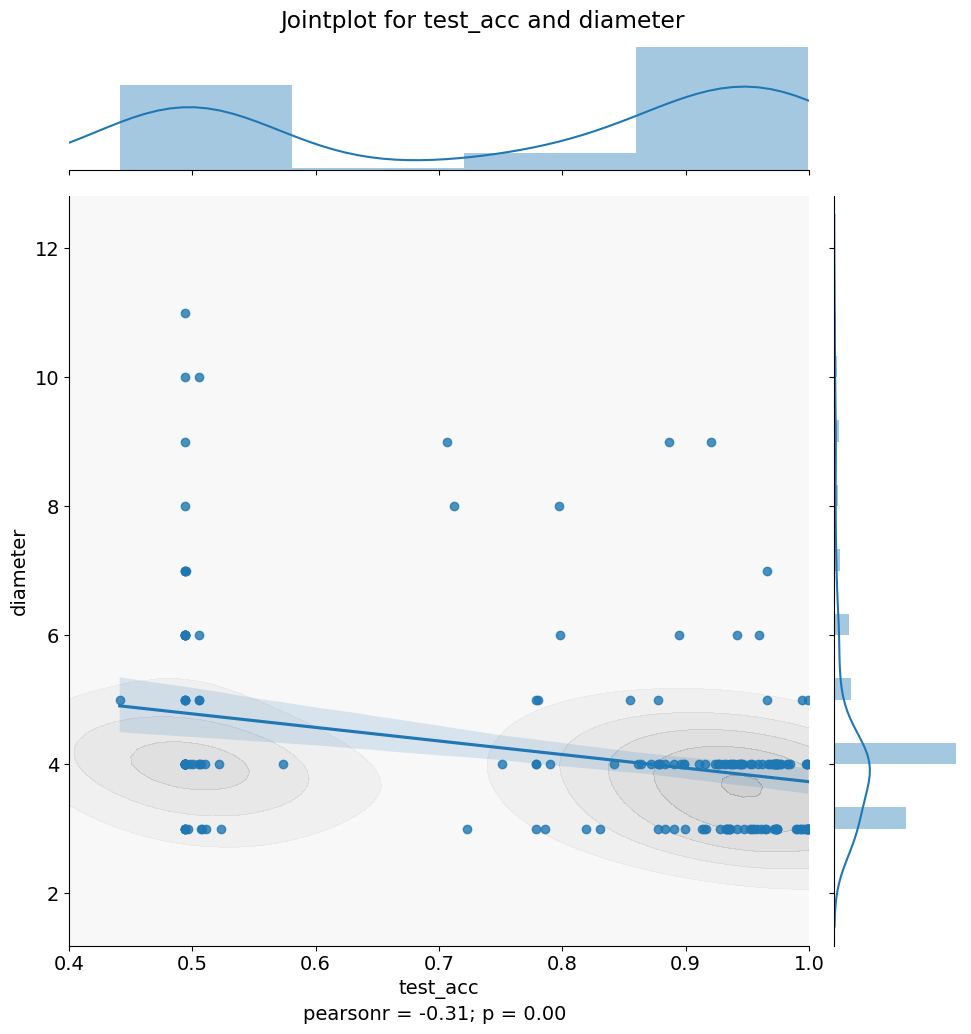 Jointplot for test_acc and diameter
12
10
8
6
4
2
diameter
0.4 0.5 0.6 0.7 0.8 0.9 1.0
test_acc
pearsonr = -0.31; p = 0.00